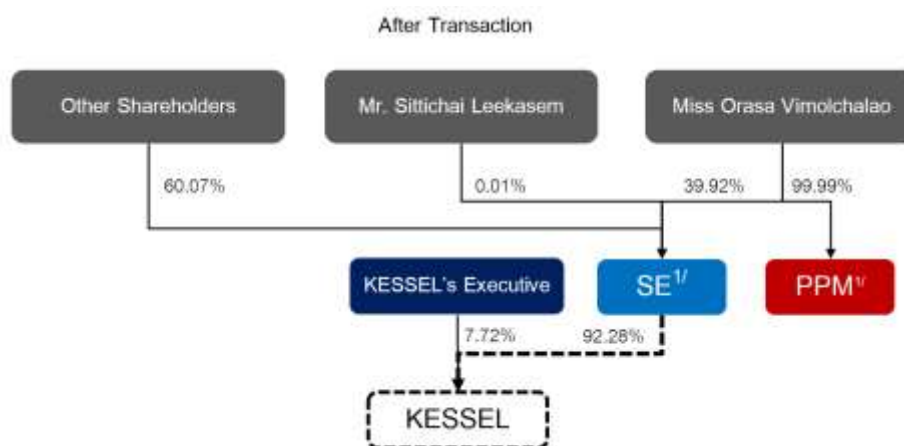 After Transaction
Other Shareholders
Mr. Sittichai Leekasem
Miss Orasa Vimolchalao
60.07%
0.01%
39.92%
99.99%
KESSEL's Executive
SE1/
PPM1/
7.72%
92.28%
KESSEL